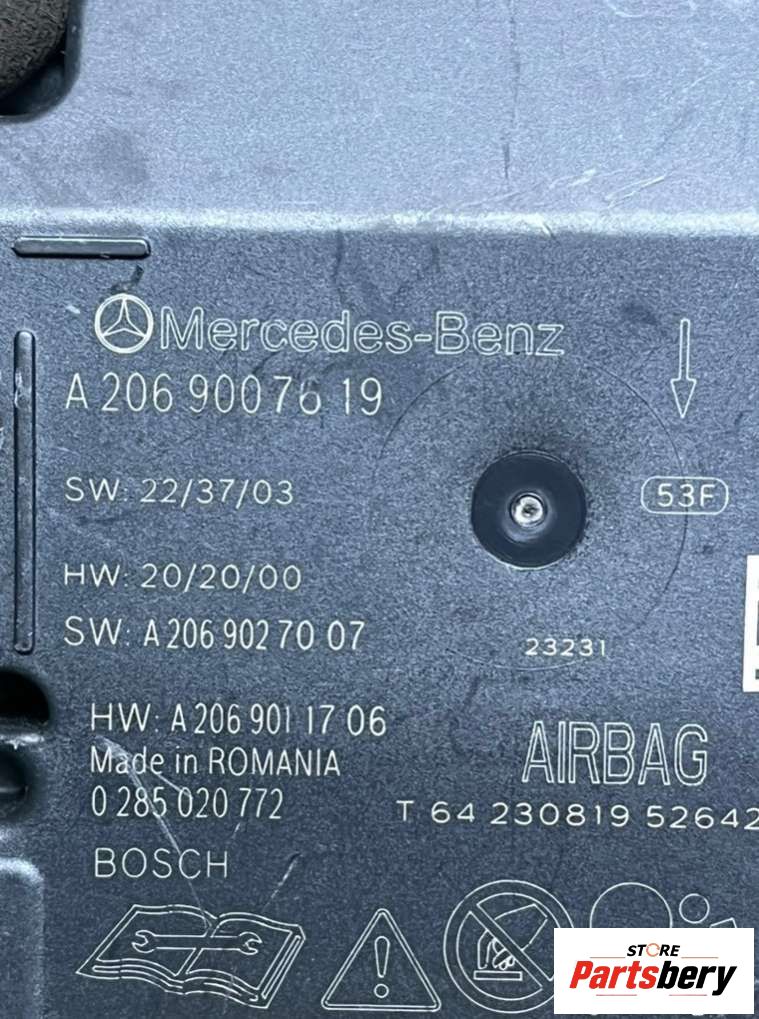 Mercedes-Benz
A 206 900 76 19
SW: 22/37/03
53F
HW: 20/20/00
SW: A 206 902 70 07
23231
HW: A 206 901 17 06
AIRBAG
Made in ROMANIA
0 285 020 772
T 64 230819 52642
BOSCH
STORE
Partsbery